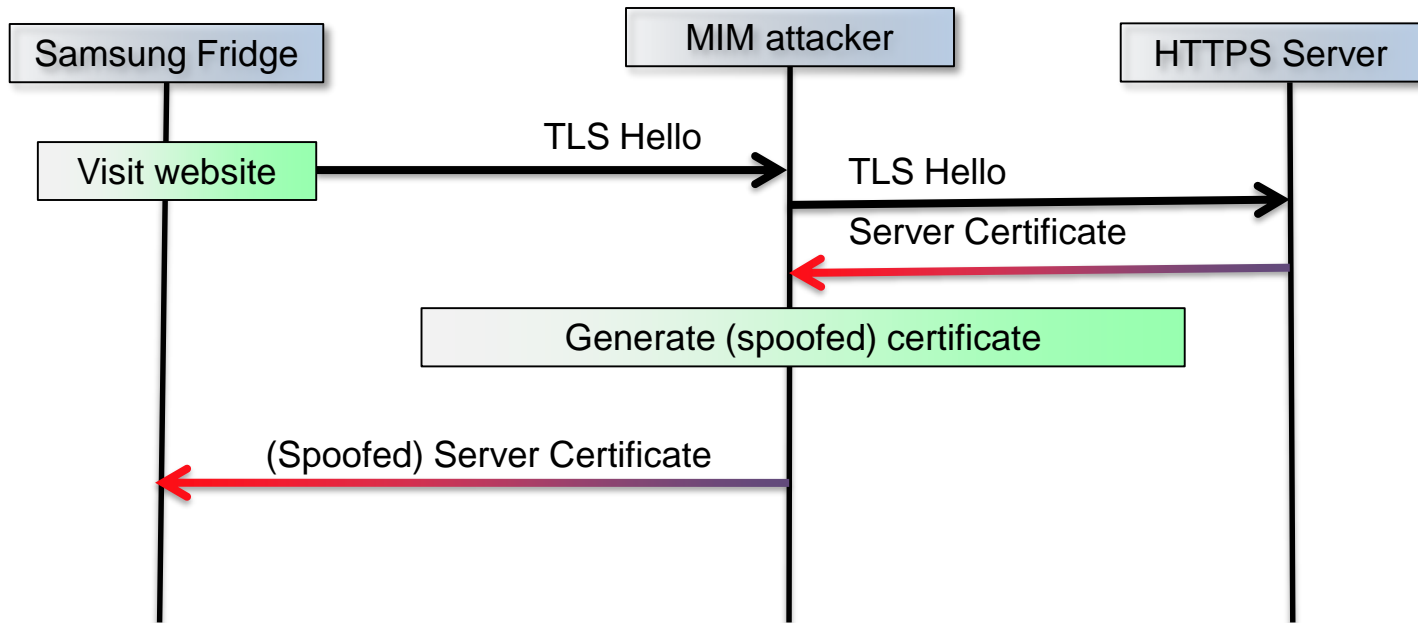 Samsung Fridge
MIM attacker
HTTPS Server
TLS Hello
Visit website
TLS Hello
Server Certificate
Generate (spoofed) certificate
(Spoofed) Server Certificate